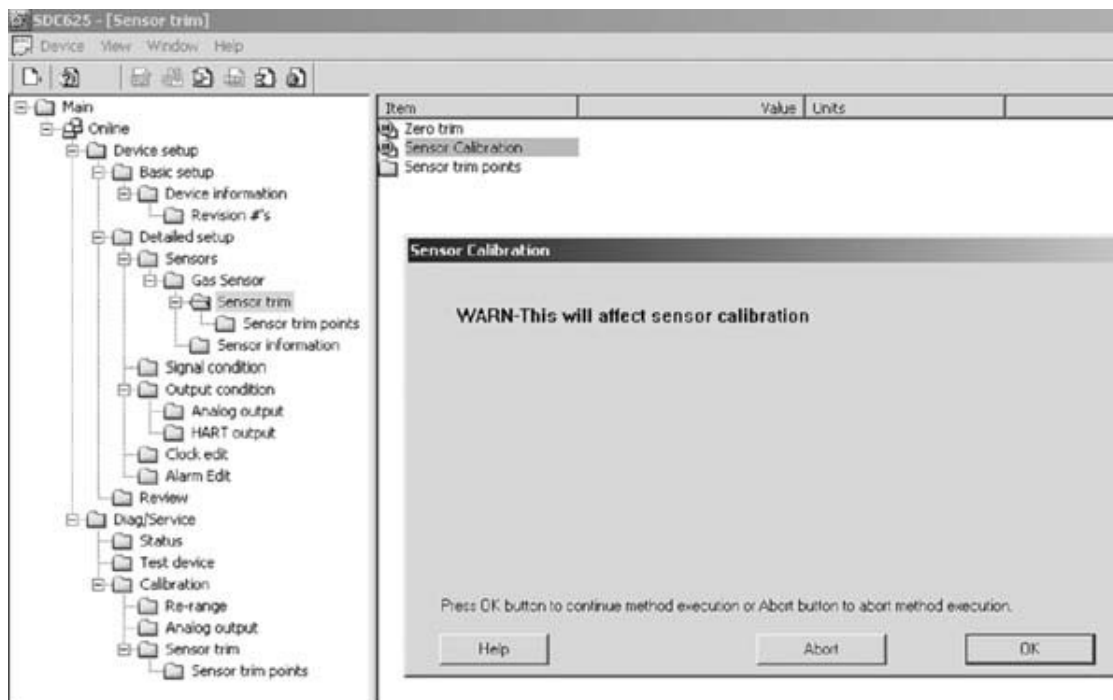 SDC625 - [Sensor trim]
Device View Window Help
Main
Online
Device setup
Basic setup
Device information
Revision #'s
Detailed setup
Sensors
Gas Sensor
Sensor trim
Sensor trim points
Sensor information
Signal condition
Output condition
Analog output
HART output
Clock edit
Alarm Edit
Review
Diag/Service
Status
Test device
Calibration
Re-range
Analog output
Sensor trim
Sensor trim points
Item Value Units
Zero trim
Sensor Calibration
Sensor trim points
Sensor Calibration
WARN-This will affect sensor calibration
Press OK button to continue method execution or Abort button to abort method execution.
Help Abort OK